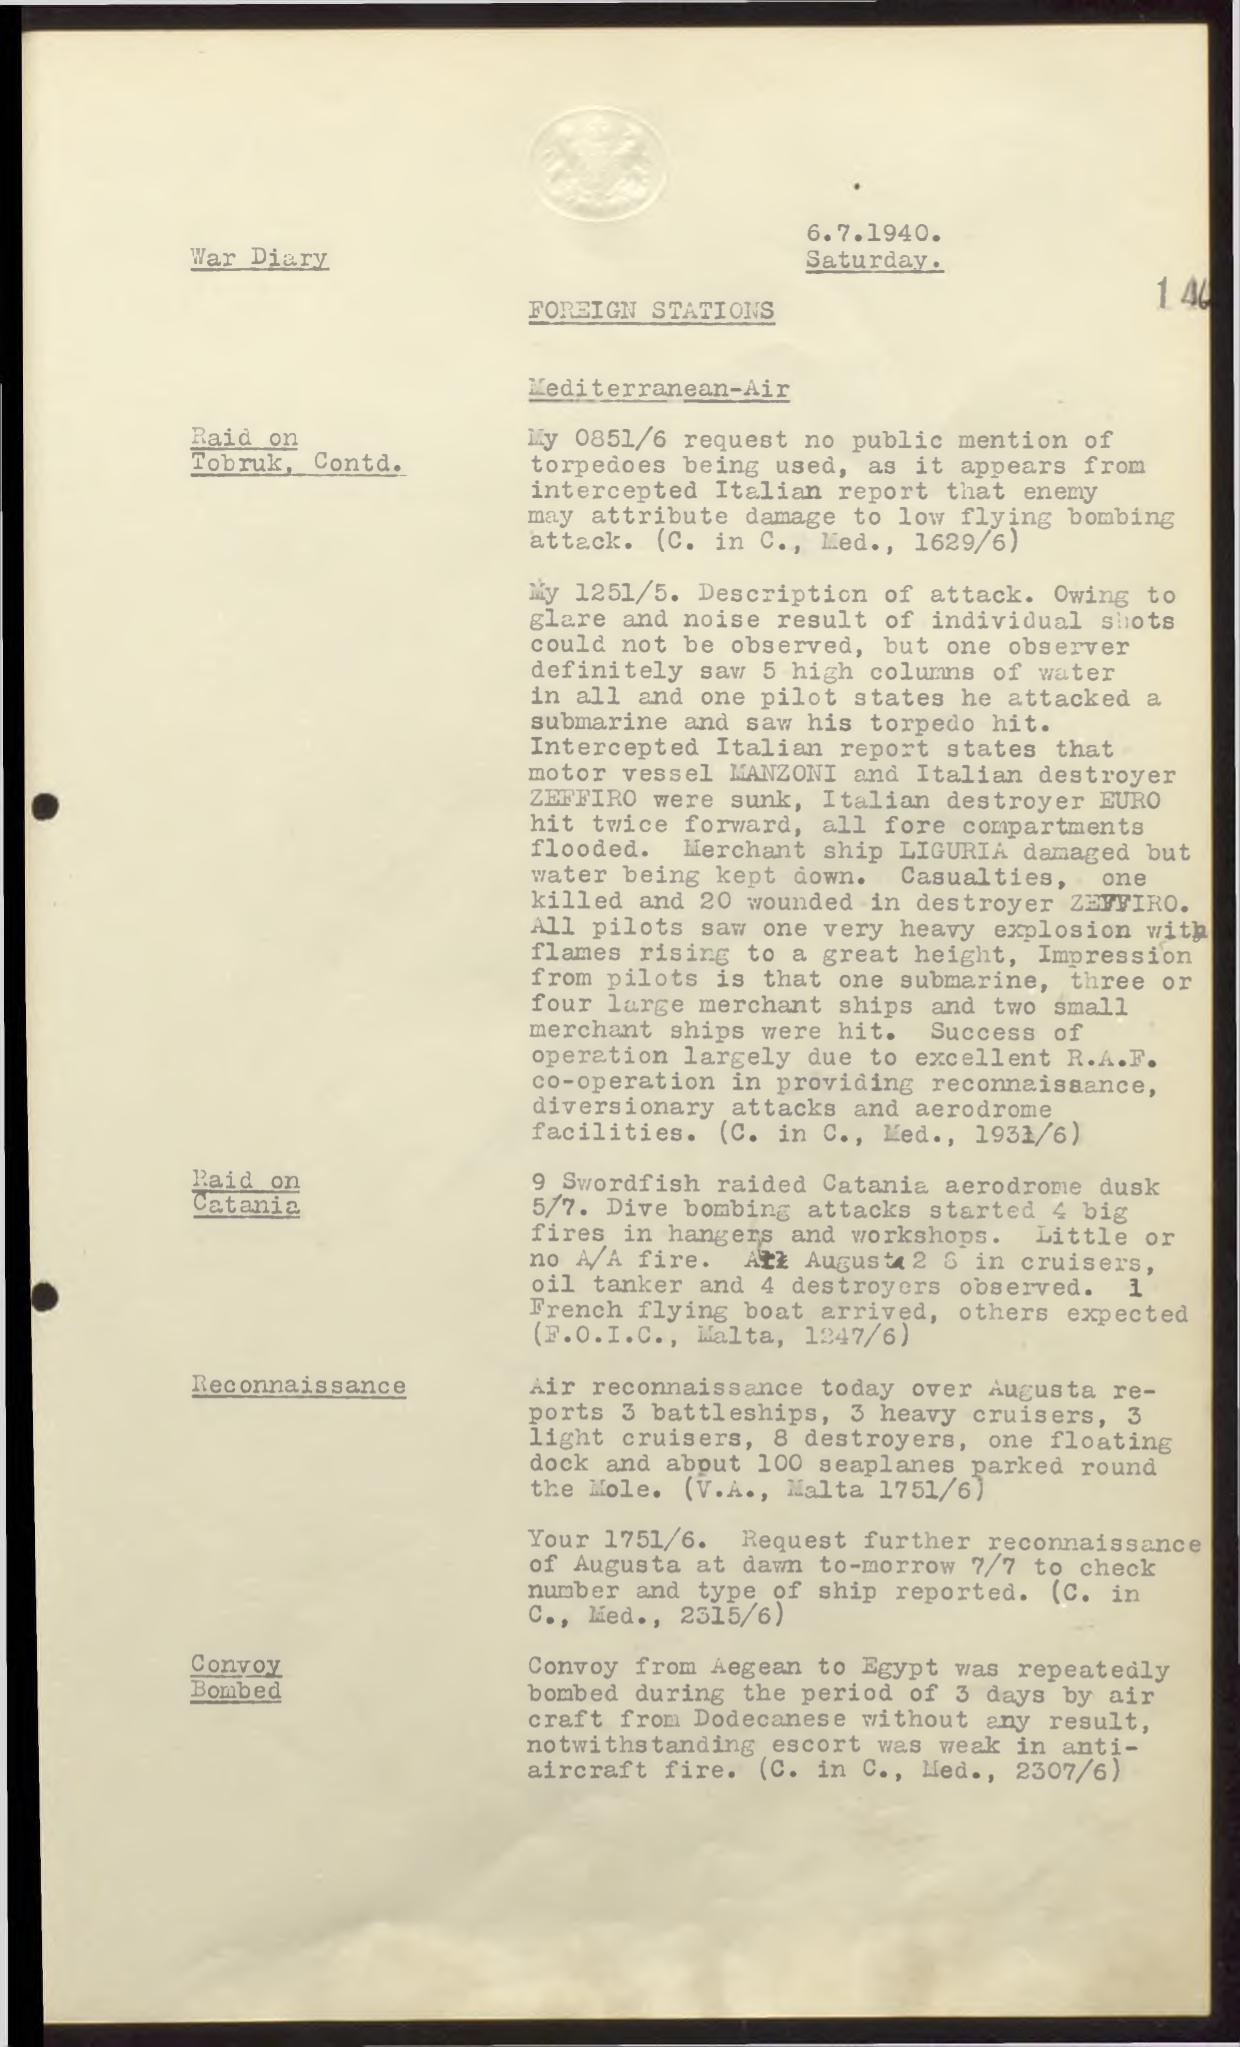 War Diary
6.7.1940.
Saturday.
FOREIGN STATIONS
Mediterranean-Air
Raid on
Tobruk, Contd.
My 0851/6 request no public mention of
torpedoes being used, as it appears from
intercepted Italian report that enemy
may attribute damage to low flying bombing
attack. (C. in C., Med., 1629/6)
My 1251/5. Description of attack. Owing to
glare and noise result of individual shots
could not be observed, but one observer
definitely saw 5 high columns of water
in all and one pilot states he attacked a
submarine and saw his torpedo hit.
Intercepted Italian report states that
motor vessel MANZONI and Italian destroyer
ZEFFIRO were sunk, Italian destroyer EURO
hit twice forward, all fore compartments
flooded. Merchant ship LIGURIA damaged but
water being kept down. Casualties, one
killed and 20 wounded in destroyer ZEFFIRO.
All pilots saw one very heavy explosion with
flames rising to a great height, Impression
from pilots is that one submarine, three or
four large merchant ships and two small
merchant ships were hit. Success of
operation largely due to excellent R.A.F.
co-operation in providing reconnaissance,
diversionary attacks and aerodrome
facilities. (C. in C., Med., 1931/6)
Raid on
Catania
9 Swordfish raided Catania aerodrome dusk
5/7. Dive bombing attacks started 4 big
fires in hangers and workshops. Little or
no A/A fire. At Augusta 2 8 in cruisers,
oil tanker and 4 destroyers observed. 1
French flying boat arrived, others expected
(F.O.I.C., Malta, 1247/6)
Reconnaissance
Air reconnaissance today over Augusta re-
ports 3 battleships, 3 heavy cruisers, 3
light cruisers, 8 destroyers, one floating
dock and about 100 seaplanes parked round
the Mole. (V.A., Malta 1751/6)
Your 1751/6. Request further reconnaissance
of Augusta at dawn to-morrow 7/7 to check
number and type of ship reported. (C. in
C., Med., 2315/6)
Convoy
Bombed
Convoy from Aegean to Egypt was repeatedly
bombed during the period of 3 days by air
craft from Dodecanese without any result,
notwithstanding escort was weak in anti-
aircraft fire. (C. in C., Med., 2307/6)